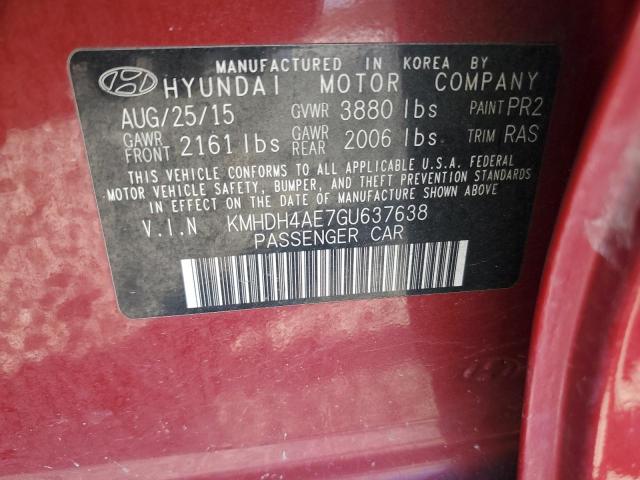 MANUFACTURED IN KOREA BY
HYUNDAI MOTOR COMPANY
AUG/25/15 GVWR 3880 lbs PAINT PR2
GAWR FRONT 2161 lbs GAWR REAR 2006 lbs TRIM RAS
THIS VEHICLE CONFORMS TO ALL APPLICABLE U.S.A. FEDERAL
MOTOR VEHICLE SAFETY, BUMPER, AND THEFT PREVENTION STANDARDS
IN EFFECT ON THE DATE OF MANUFACTURE SHOWN ABOVE
V.I.N KMHDH4AE7GU637638
PASSENGER CAR